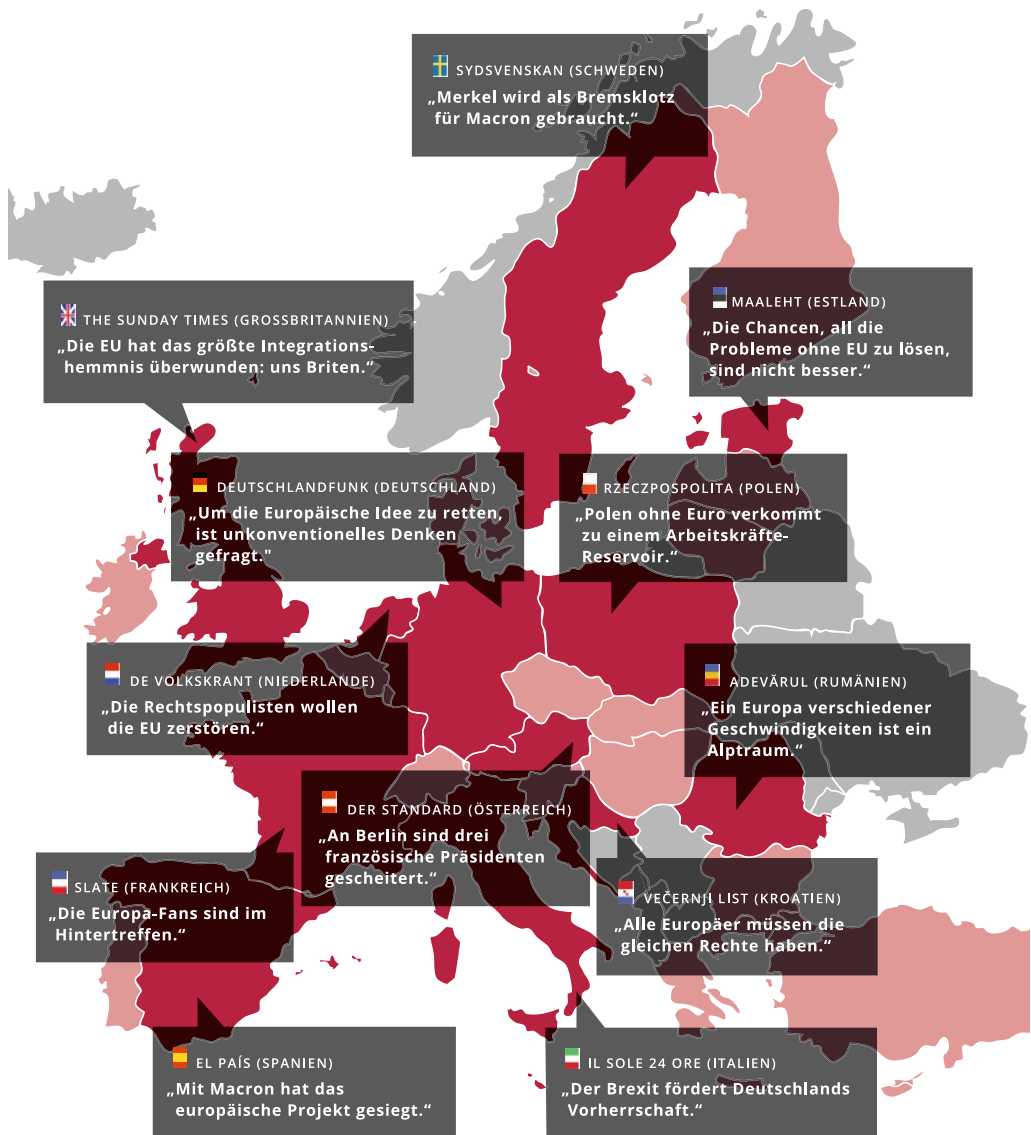 SYDSVENSKAN (SCHWEDEN)
„Merkel wird als Bremsklotz
für Macron gebraucht.“
THE SUNDAY TIMES (GROSSBRITANNIEN)
„Die EU hat das größte Integrations-
hemmnis überwunden: uns Briten.“
MAALEHT (ESTLAND)
„Die Chancen, all die
Probleme ohne EU zu lösen,
sind nicht besser.“
DEUTSCHLANDFUNK (DEUTSCHLAND)
„Um die Europäische Idee zu retten,
ist unkonventionelles Denken
gefragt."
RZECZPOSPOLITA (POLEN)
„Polen ohne Euro verkommt
zu einem Arbeitskräfte-
Reservoir.“
DE VOLKSKRANT (NIEDERLANDE)
„Die Rechtspopulisten wollen
die EU zerstören.“
ADEVĂRUL (RUMÄNIEN)
„Ein Europa verschiedener
Geschwindigkeiten ist ein
Alptraum.“
DER STANDARD (ÖSTERREICH)
„An Berlin sind drei
französische Präsidenten
gescheitert.“
SLATE (FRANKREICH)
„Die Europa-Fans sind im
Hintertreffen.“
VEČERNJI LIST (KROATIEN)
„Alle Europäer müssen die
gleichen Rechte haben.“
EL PAÍS (SPANIEN)
„Mit Macron hat das
europäische Projekt gesiegt.“
IL SOLE 24 ORE (ITALIEN)
„Der Brexit fördert Deutschlands
Vorherrschaft.“